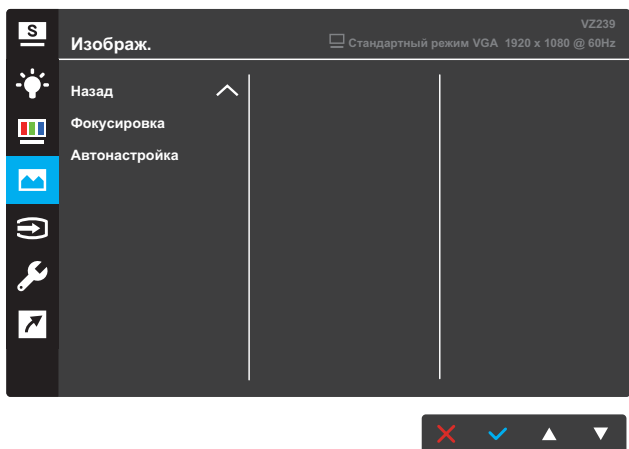 S
VZ239
Изображ.
Стандартный режим VGA 1920 x 1080 @ 60Hz
Назад
Фокусировка
Автонастройка